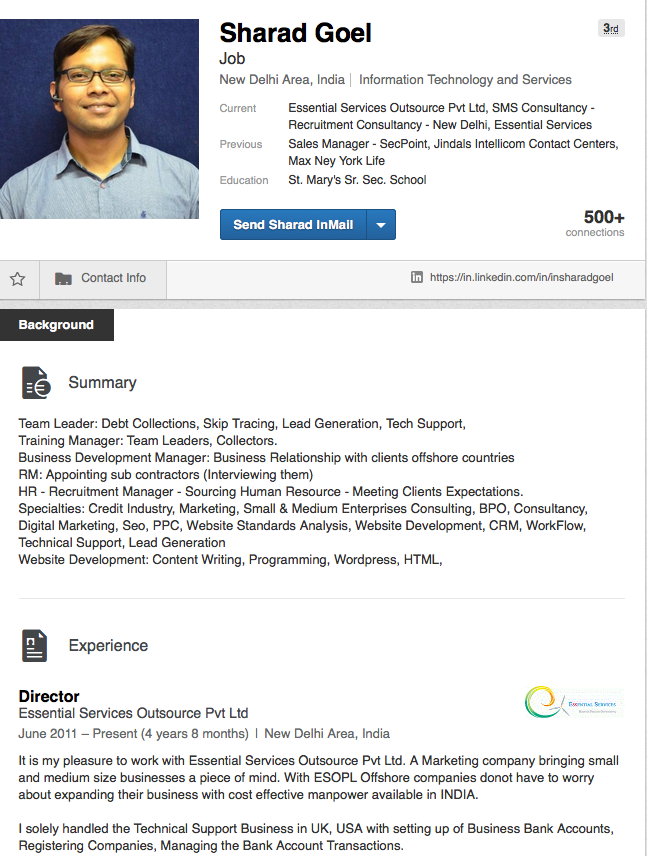 Sharad Goel
3rd
Job
New Delhi Area, India | Information Technology and Services
Current Essential Services Outsource Pvt Ltd, SMS Consultancy -
Recruitment Consultancy - New Delhi, Essential Services
Previous Sales Manager - SecPoint, Jindals Intellicom Contact Centers,
Max Ney York Life
Education St. Mary's Sr. Sec. School
Send Sharad InMail
500+
connections
Contact Info
https://in.linkedin.com/in/insharadgoel
Background
Summary
Team Leader: Debt Collections, Skip Tracing, Lead Generation, Tech Support,
Training Manager: Team Leaders, Collectors.
Business Development Manager: Business Relationship with clients offshore countries
RM: Appointing sub contractors (Interviewing them)
HR - Recruitment Manager - Sourcing Human Resource - Meeting Clients Expectations.
Specialties: Credit Industry, Marketing, Small & Medium Enterprises Consulting, BPO, Consultancy,
Digital Marketing, Seo, PPC, Website Standards Analysis, Website Development, CRM, WorkFlow,
Technical Support, Lead Generation
Website Development: Content Writing, Programming, Wordpress, HTML,
Experience
Director
Essential Services Outsource Pvt Ltd
June 2011 – Present (4 years 8 months) | New Delhi Area, India
Essential Services
It is my pleasure to work with Essential Services Outsource Pvt Ltd. A Marketing company bringing small
and medium size businesses a piece of mind. With ESOPL Offshore companies donot have to worry
about expanding their business with cost effective manpower available in INDIA.
I solely handled the Technical Support Business in UK, USA with setting up of Business Bank Accounts,
Registering Companies, Managing the Bank Account Transactions.